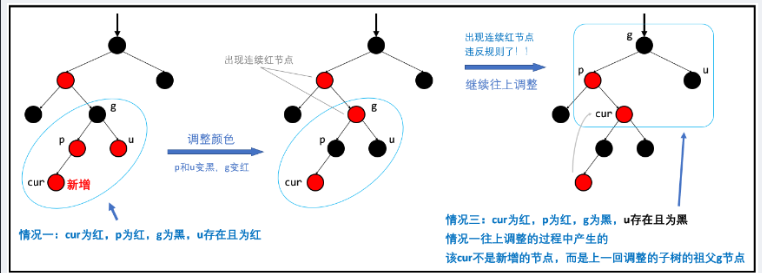 g
p
u
cur
新增
情况一：cur为红，p为红，g为黑，u存在且为红
调整颜色
p和u变黑、g变红
出现连续红节点
g
p
u
cur
出现连续红节点
违反规则了！！
继续往上调整
g
p
u
cur
情况三：cur为红，p为红，g为黑，u存在且为黑
情况一往上调整的过程中产生的
该cur不是新增的节点，而是上一回调整的子树的祖父g节点